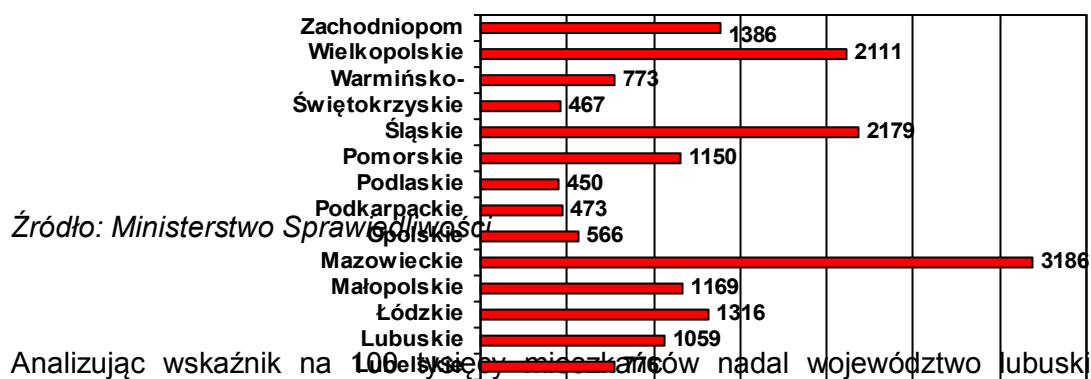 Zachodniopom 1386
Wielkopolskie 2111
Warmińsko- 773
Świętokrzyskie 467
Śląskie 2179
Pomorskie 1150
Podlaskie 450
Podkarpackie 473
Źródło: Ministerstwo Sprawiedliwości
Opolskie 566
Mazowieckie 3186
Małopolskie 1169
Łódzkie 1316
Lubuskie 1059
Lubelskie 776
Analizując wskaźnik na 100 tysięcy mieszkańców nadal województwo lubuski